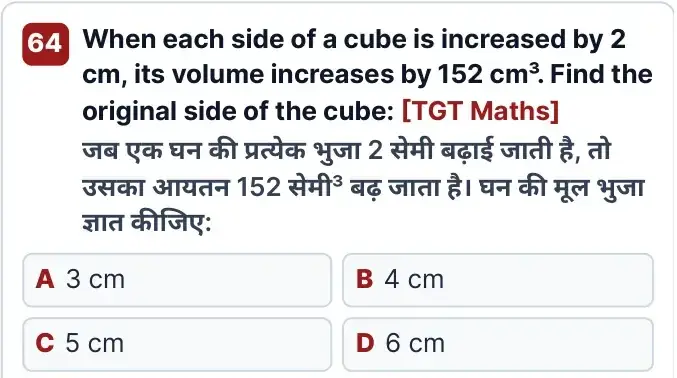 64 When each side of a cube is increased by 2
cm, its volume increases by 152 cm³. Find the
original side of the cube: [TGT Maths]
जब एक घन की प्रत्येक भुजा 2 सेमी बढ़ाई जाती है, तो
उसका आयतन 152 सेमी³ बढ़ जाता है। घन की मूल भुजा
ज्ञात कीजिए:
A 3 cm
B 4 cm
C 5 cm
D 6 cm